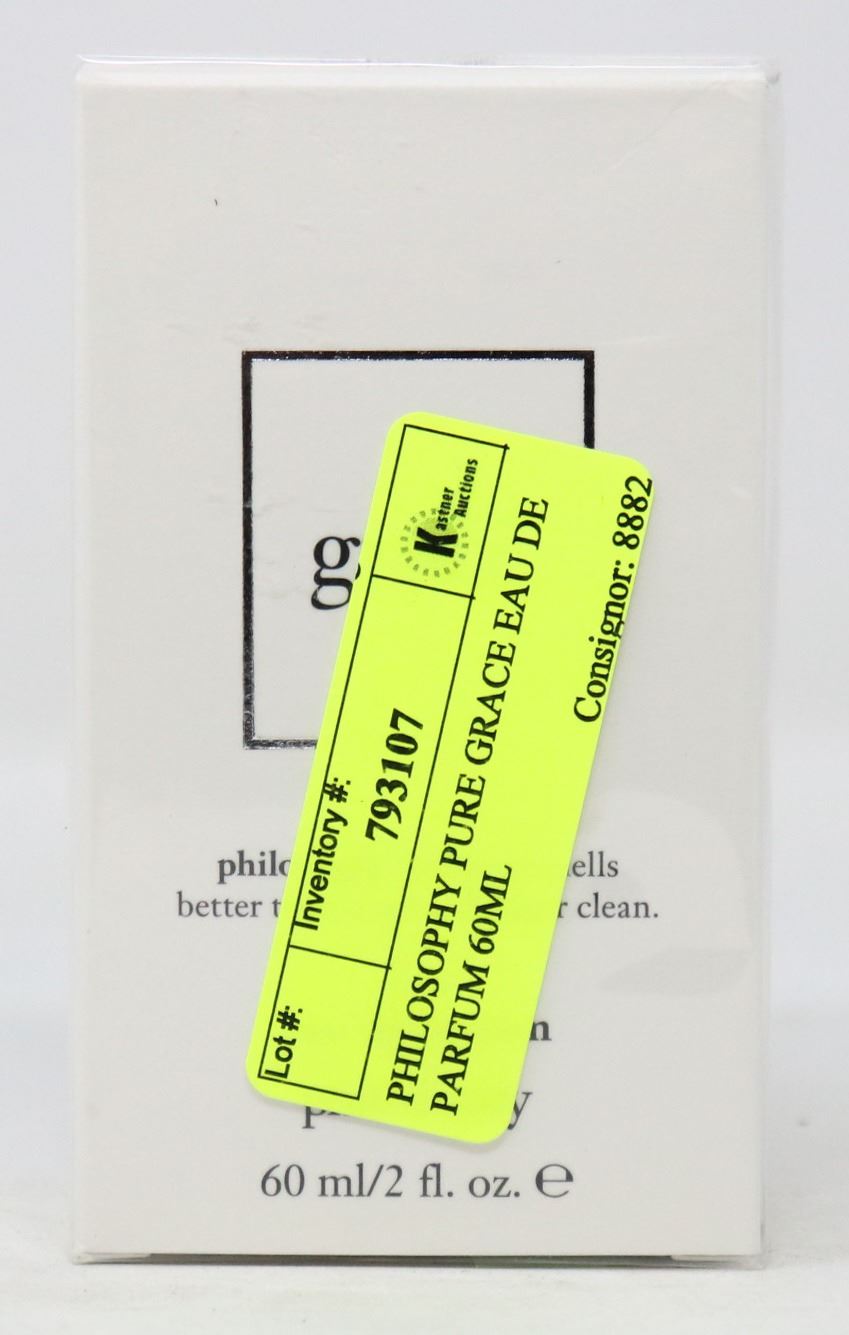 g
philo
ells
better t
r clean.
n
p
y
60 ml/2 fl. oz. ℮
Lot #:
Inventory #:
793107
Kastner
Auctions
PHILOSOPHY PURE GRACE EAU DE
PARFUM 60ML
Consignor: 8882